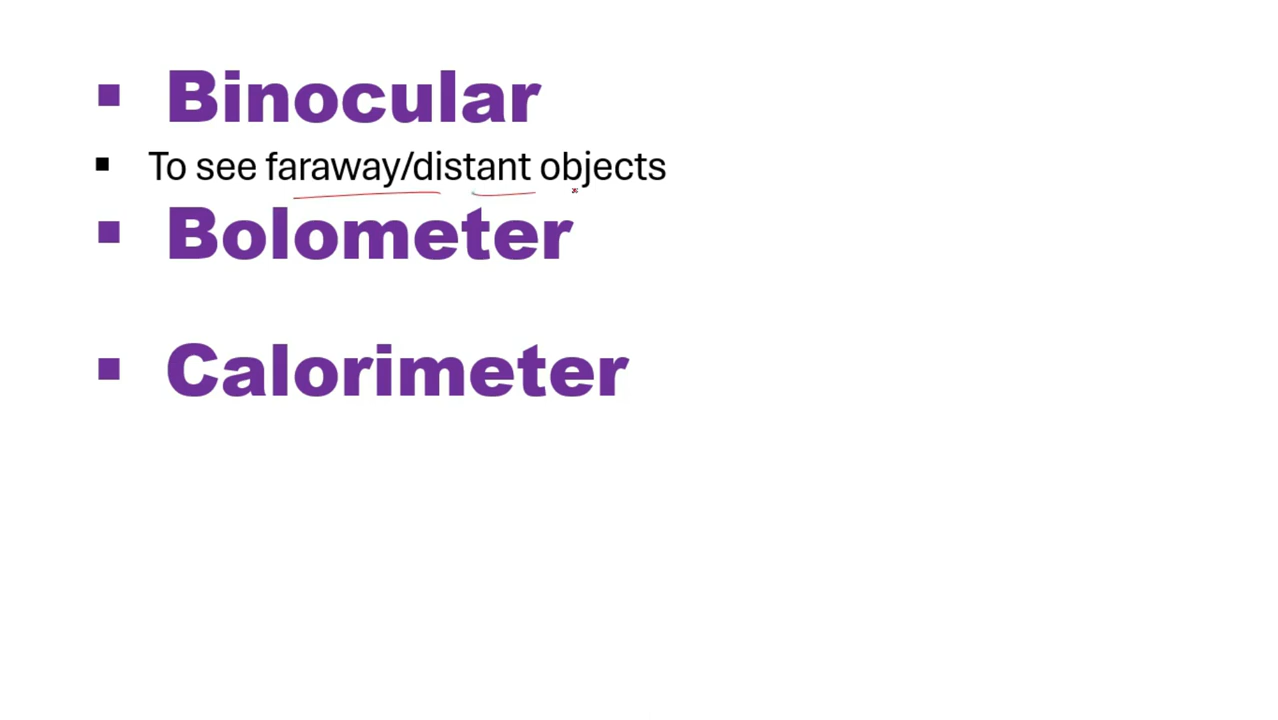 ▪ Binocular
▪ To see faraway/distant objects
▪ Bolometer
▪ Calorimeter